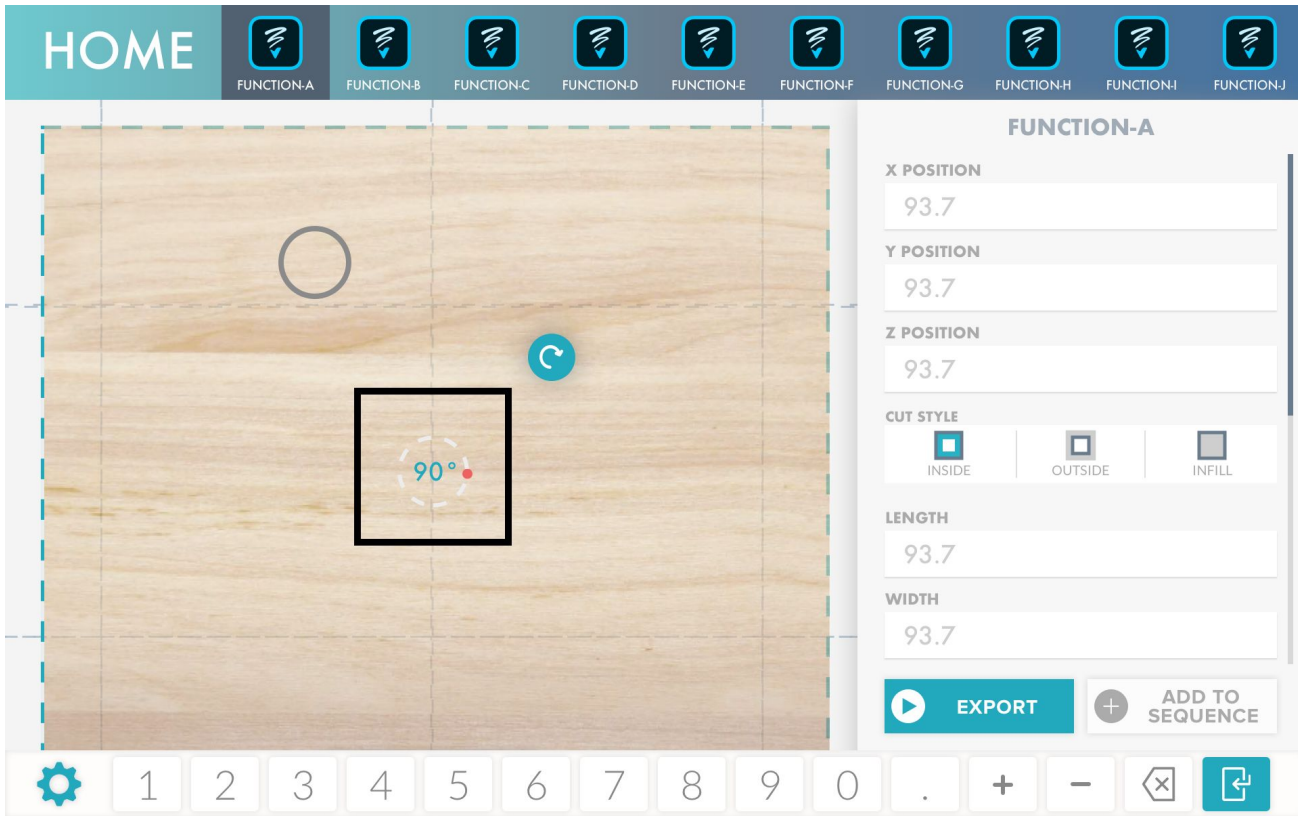 HOME
FUNCTION-A
FUNCTION-B
FUNCTION-C
FUNCTION-D
FUNCTION-E
FUNCTION-F
FUNCTION-G
FUNCTION-H
FUNCTION-I
FUNCTION-J
90°
FUNCTION-A
X POSITION
93.7
Y POSITION
93.7
Z POSITION
93.7
CUT STYLE
INSIDE
OUTSIDE
INFILL
LENGTH
93.7
WIDTH
93.7
EXPORT
ADD TO
SEQUENCE
1 2 3 4 5 6 7 8 9 0 . + −